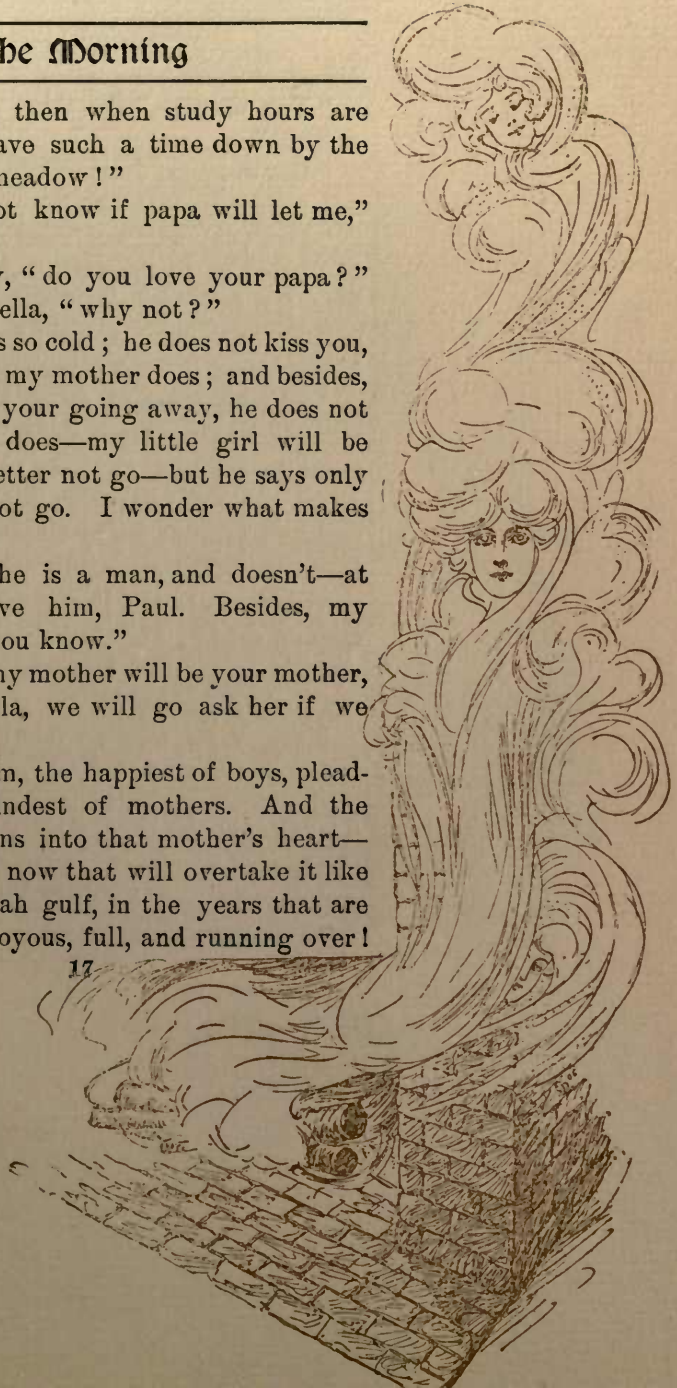 he Morning
then when study hours are
ave such a time down by the
neadow!”
ot know if papa will let me,”
, “do you love your papa?”
ella, “why not?”
s so cold; he does not kiss you,
my mother does; and besides,
your going away, he does not
does—my little girl will be
etter not go—but he says only
ot go. I wonder what makes
he is a man, and doesn't—at
ve him, Paul. Besides, my
ou know.”
ny mother will be your mother,
la, we will go ask her if we
n, the happiest of boys, plead-
ndest of mothers. And the
ns into that mother's heart—
now that will overtake it like
ah gulf, in the years that are
oyous, full, and running over!
17